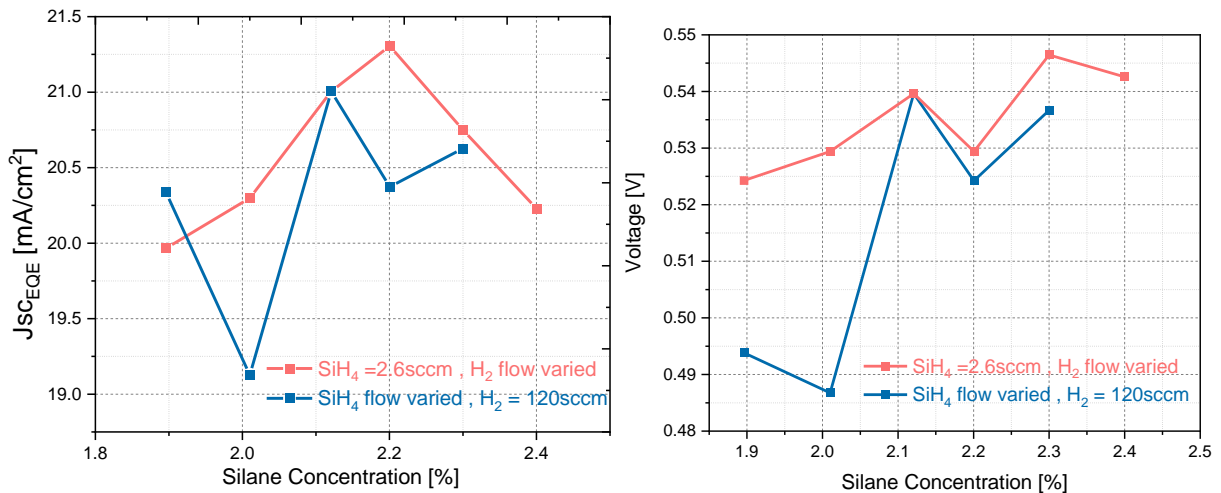 21.5
21.0
20.5
20.0
19.5
19.0
Jsc_EQE [mA/cm²]
SiH₄ =2.6sccm , H₂ flow varied
SiH₄ flow varied , H₂ = 120sccm
1.8 2.0 2.2 2.4
Silane Concentration [%]
0.55
0.54
0.53
0.52
0.51
0.50
0.49
0.48
Voltage [V]
SiH₄ =2.6sccm , H₂ flow varied
SiH₄ flow varied , H₂ = 120sccm
1.9 2.0 2.1 2.2 2.3 2.4 2.5
Silane Concentration [%]